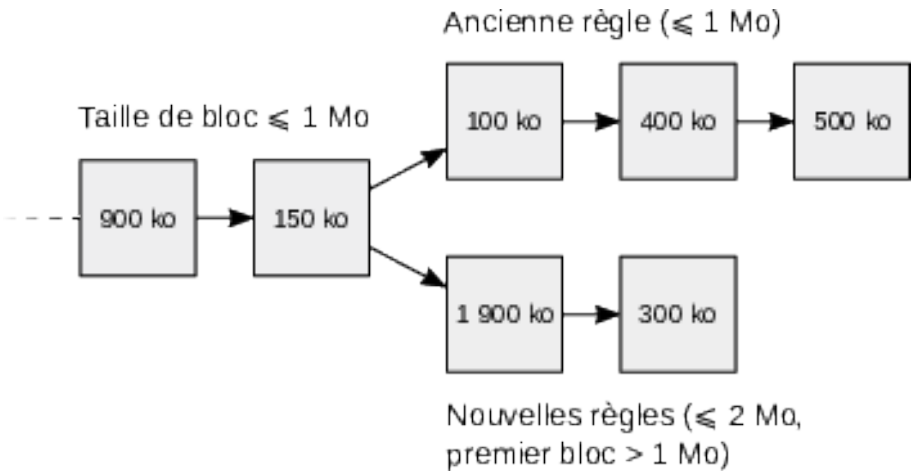 Ancienne règle (⩽ 1 Mo)
Taille de bloc ⩽ 1 Mo
100 ko
400 ko
500 ko
900 ko
150 ko
1 900 ko
300 ko
Nouvelles règles (⩽ 2 Mo,
premier bloc > 1 Mo)